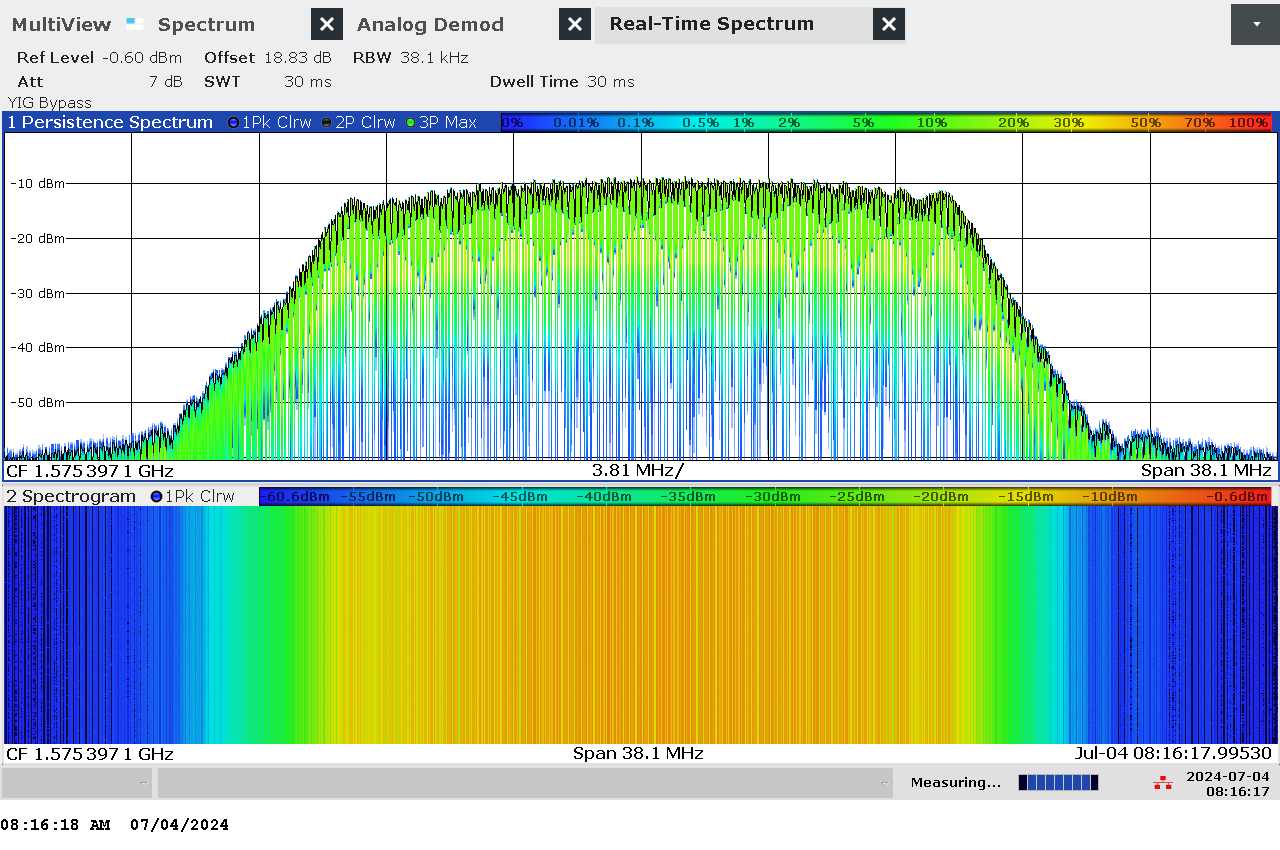 MultiView Spectrum Analog Demod Real-Time Spectrum
Ref Level -0.60 dBm Offset 18.83 dB RBW 38.1 kHz
Att 7 dB SWT 30 ms Dwell Time 30 ms
YIG Bypass
1 Persistence Spectrum 1Pk Clrw 2P Clrw 3P Max 0% 0.01% 0.1% 0.5% 1% 2% 5% 10% 20% 30% 50% 70% 100%
-10 dBm
-20 dBm
-30 dBm
-40 dBm
-50 dBm
CF 1.575 397 1 GHz 3.81 MHz/ Span 38.1 MHz
2 Spectrogram 1Pk Clrw -60.6dBm -55dBm -50dBm -45dBm -40dBm -35dBm -30dBm -25dBm -20dBm -15dBm -10dBm -0.6dBm
CF 1.575 397 1 GHz Span 38.1 MHz Jul-04 08:16:17.99530
Measuring... 2024-07-04
08:16:17
08:16:18 AM 07/04/2024